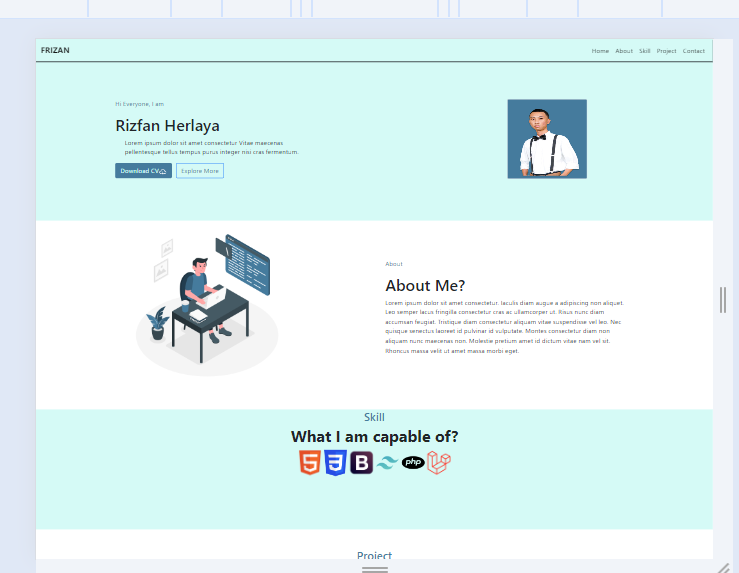 FRIZAN
Home About Skill Project Contact
Hi Everyone, I am
Rizfan Herlaya
Lorem ipsum dolor sit amet consectetur Vitae maecenas
pellentesque tellus tempus purus integer nisi cras fermentum.
Download CV
Explore More
About
About Me?
Lorem ipsum dolor sit amet consectetur. Iaculis diam augue a adipiscing non aliquet.
Leo semper lacus fringilla consectetur cras ac ullamcorper ut. Risus nunc diam
accumsan feugiat. Tristique diam consectetur aliquam vitae suspendisse vel leo. Nec
quisque senectus laoreet id pulvinar id vulputate. Montes consectetur diam non
aliquam nunc maecenas non. Molestie pretium amet id dictum vitae nam vel sit.
Rhoncus massa velit ut amet massa morbi eget.
Skill
What I am capable of?
B
php
Project